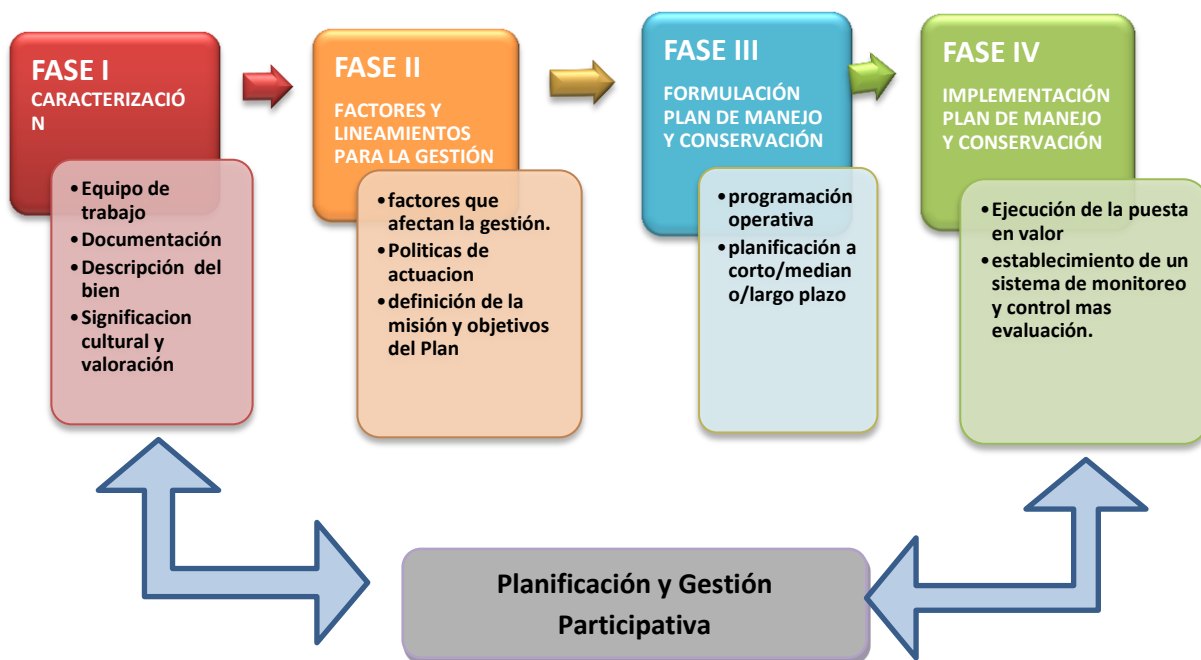 FASE I
CARACTERIZACIÓ
N
•Equipo de
trabajo
•Documentación
•Descripción del
bien
•Significacion
cultural y
valoración
FASE II
FACTORES Y
LINEAMIENTOS
PARA LA GESTIÓN
•factores que
afectan la gestión.
•Politicas de
actuacion
•definición de la
misión y objetivos
del Plan
FASE III
FORMULACIÓN
PLAN DE MANEJO
Y CONSERVACIÓN
•programación
operativa
•planificación a
corto/median
o/largo plazo
FASE IV
IMPLEMENTACIÓN
PLAN DE MANEJO
Y CONSERVACIÓN
•Ejecución de la puesta
en valor
•establecimiento de un
sistema de monitoreo
y control mas
evaluación.
Planificación y Gestión
Participativa